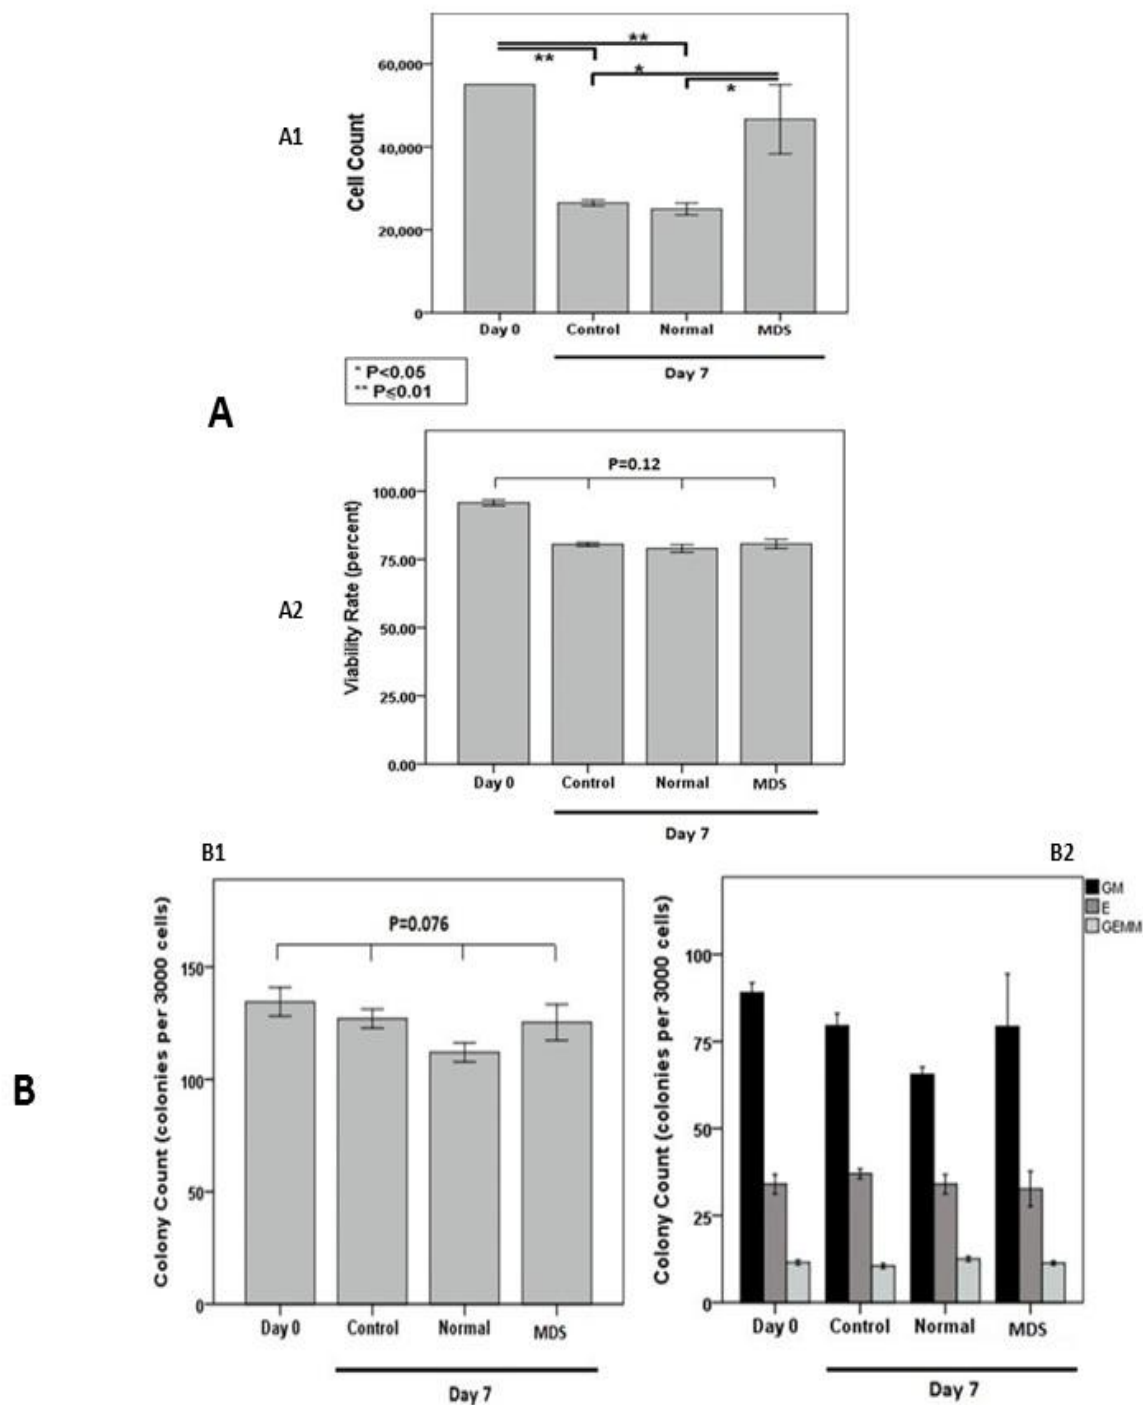 A1
Cell Count
60,000
40,000
20,000
0
**
**
*
*
Day 0 Control Normal MDS
Day 7
* P<0.05
** P≤0.01
A
A2
Viability Rate (percent)
100.00
75.00
50.00
25.00
0.00
P=0.12
Day 0 Control Normal MDS
Day 7
B
B1
Colony Count (colonies per 3000 cells)
150
100
50
0
P=0.076
Day 0 Control Normal MDS
Day 7
B2
Colony Count (colonies per 3000 cells)
100
75
50
25
0
GM
E
GEMM
Day 0 Control Normal MDS
Day 7